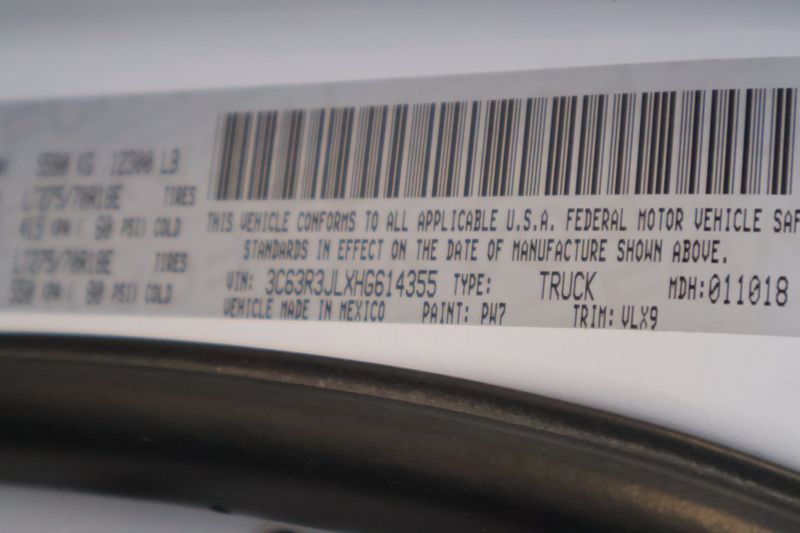 5580 KG 12300 LB
LT275/70R18E TIRES
415 KPA ( 60 PSI) COLD
LT275/70R18E TIRES
550 KPA ( 80 PSI) COLD
THIS VEHICLE CONFORMS TO ALL APPLICABLE U.S.A. FEDERAL MOTOR VEHICLE SAF
STANDARDS IN EFFECT ON THE DATE OF MANUFACTURE SHOWN ABOVE.
VIN: 3C63R3JLXHG614355 TYPE: TRUCK MDH:011018
VEHICLE MADE IN MEXICO PAINT: PW7 TRIM: VLX9